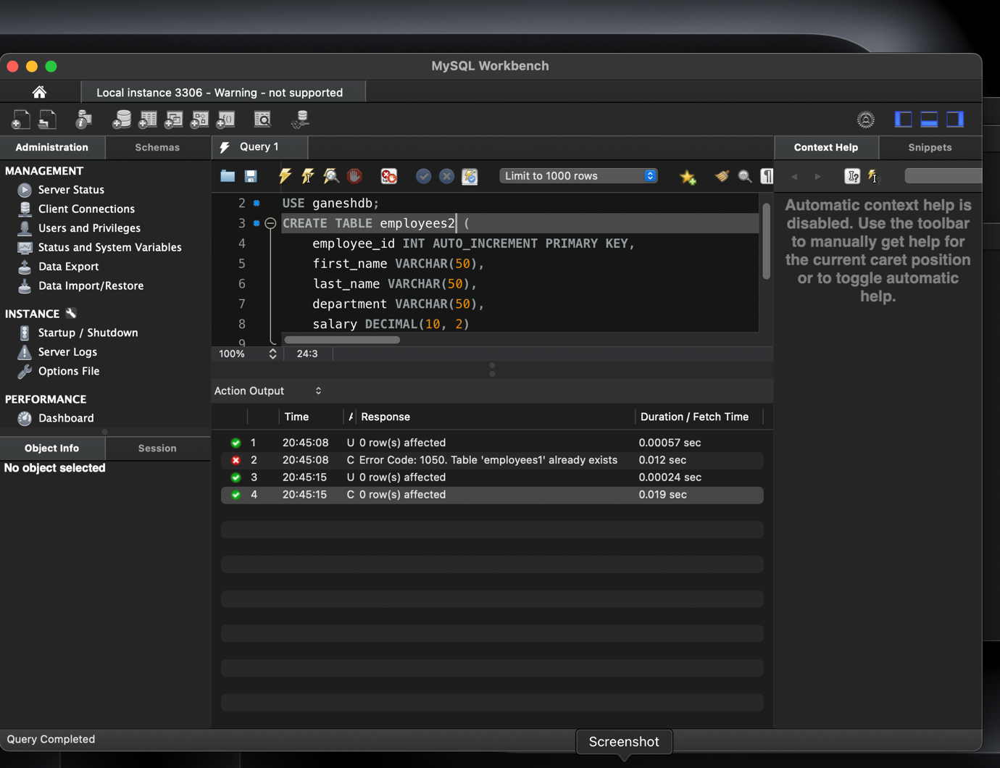 MySQL Workbench
Local instance 3306 - Warning - not supported
Administration
Schemas
MANAGEMENT
Server Status
Client Connections
Users and Privileges
Status and System Variables
Data Export
Data Import/Restore
INSTANCE
Startup / Shutdown
Server Logs
Options File
PERFORMANCE
Dashboard
Object Info
Session
No object selected
Query 1
Limit to 1000 rows
2 USE ganeshdb;
3 CREATE TABLE employees2 (
4 employee_id INT AUTO_INCREMENT PRIMARY KEY,
5 first_name VARCHAR(50),
6 last_name VARCHAR(50),
7 department VARCHAR(50),
8 salary DECIMAL(10, 2)
9
100% 24:3
Action Output
Time Response Duration / Fetch Time
1 20:45:08 U 0 row(s) affected 0.00057 sec
2 20:45:08 C Error Code: 1050. Table 'employees1' already exists 0.012 sec
3 20:45:15 U 0 row(s) affected 0.00024 sec
4 20:45:15 C 0 row(s) affected 0.019 sec
Context Help
Snippets
Automatic context help is
disabled. Use the toolbar
to manually get help for
the current caret position
or to toggle automatic
help.
Query Completed
Screenshot